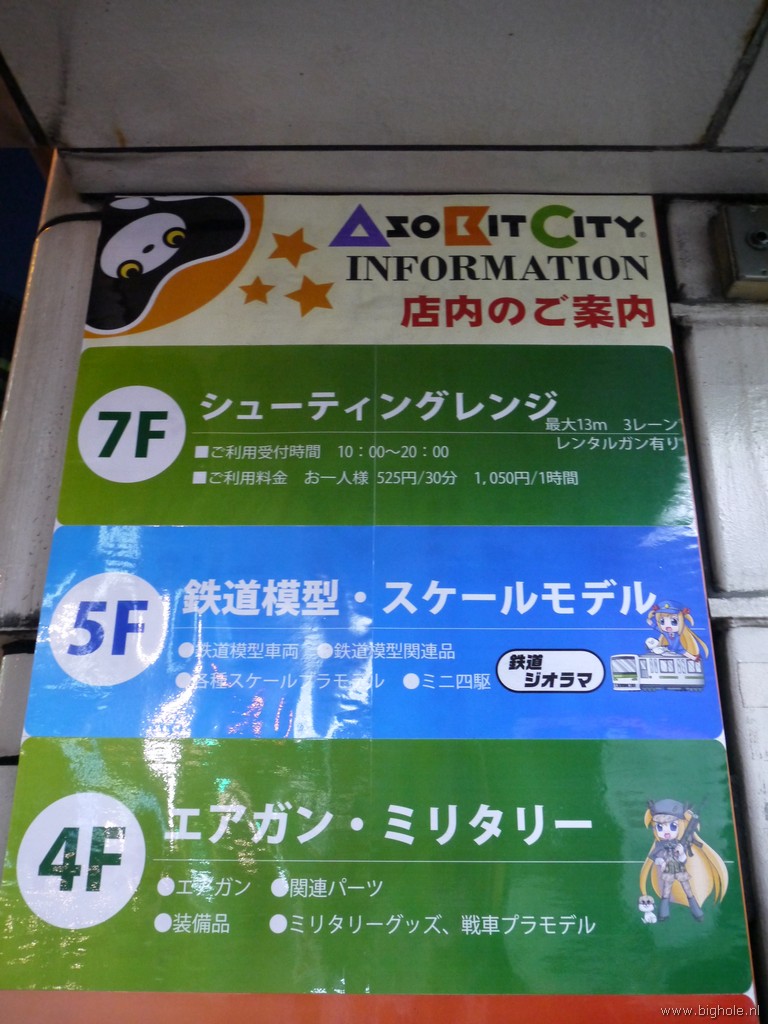 ASOBITCITY®
INFORMATION
店内のご案内
7F
シューティングレンジ
最大13m 3レーン
レンタルガン有り
■ご利用受付時間 10：00～20：00
■ご利用料金 お一人様 525円/30分 1,050円/1時間
5F
鉄道模型・スケールモデル
●鉄道模型車両 ●鉄道模型関連品
●各種スケールプラモデル ●ミニ四駆
鉄道
ジオラマ
4F
エアガン・ミリタリー
●エアガン ●関連パーツ
●装備品 ●ミリタリーグッズ、戦車プラモデル
www.bighole.nl